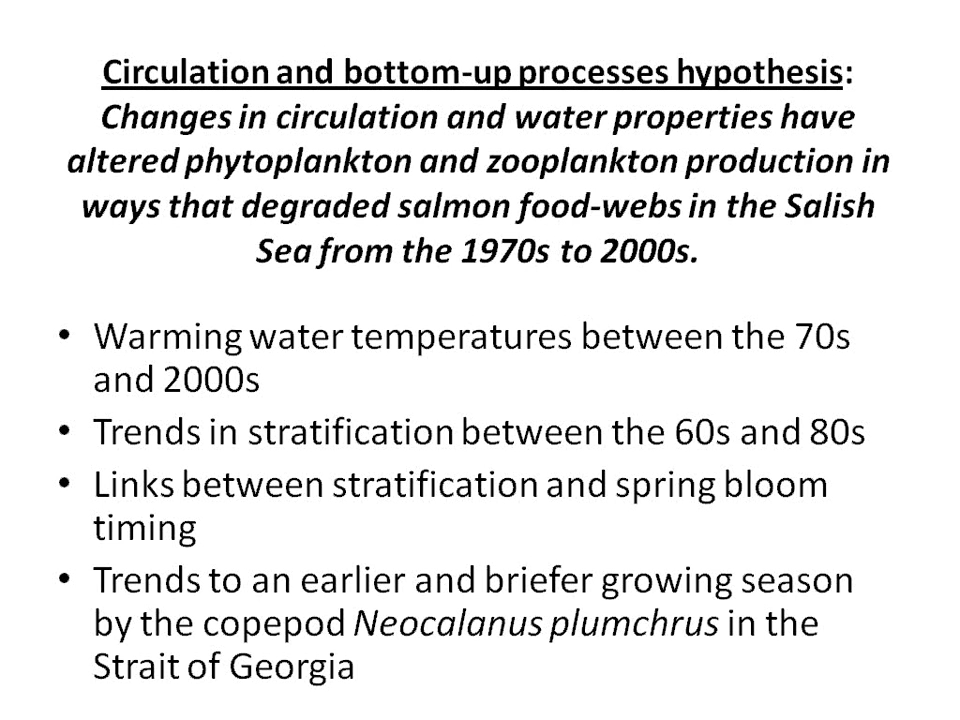 Circulation and bottom-up processes hypothesis:
Changes in circulation and water properties have
altered phytoplankton and zooplankton production in
ways that degraded salmon food-webs in the Salish
Sea from the 1970s to 2000s.
• Warming water temperatures between the 70s
and 2000s
• Trends in stratification between the 60s and 80s
• Links between stratification and spring bloom
timing
• Trends to an earlier and briefer growing season
by the copepod Neocalanus plumchrus in the
Strait of Georgia